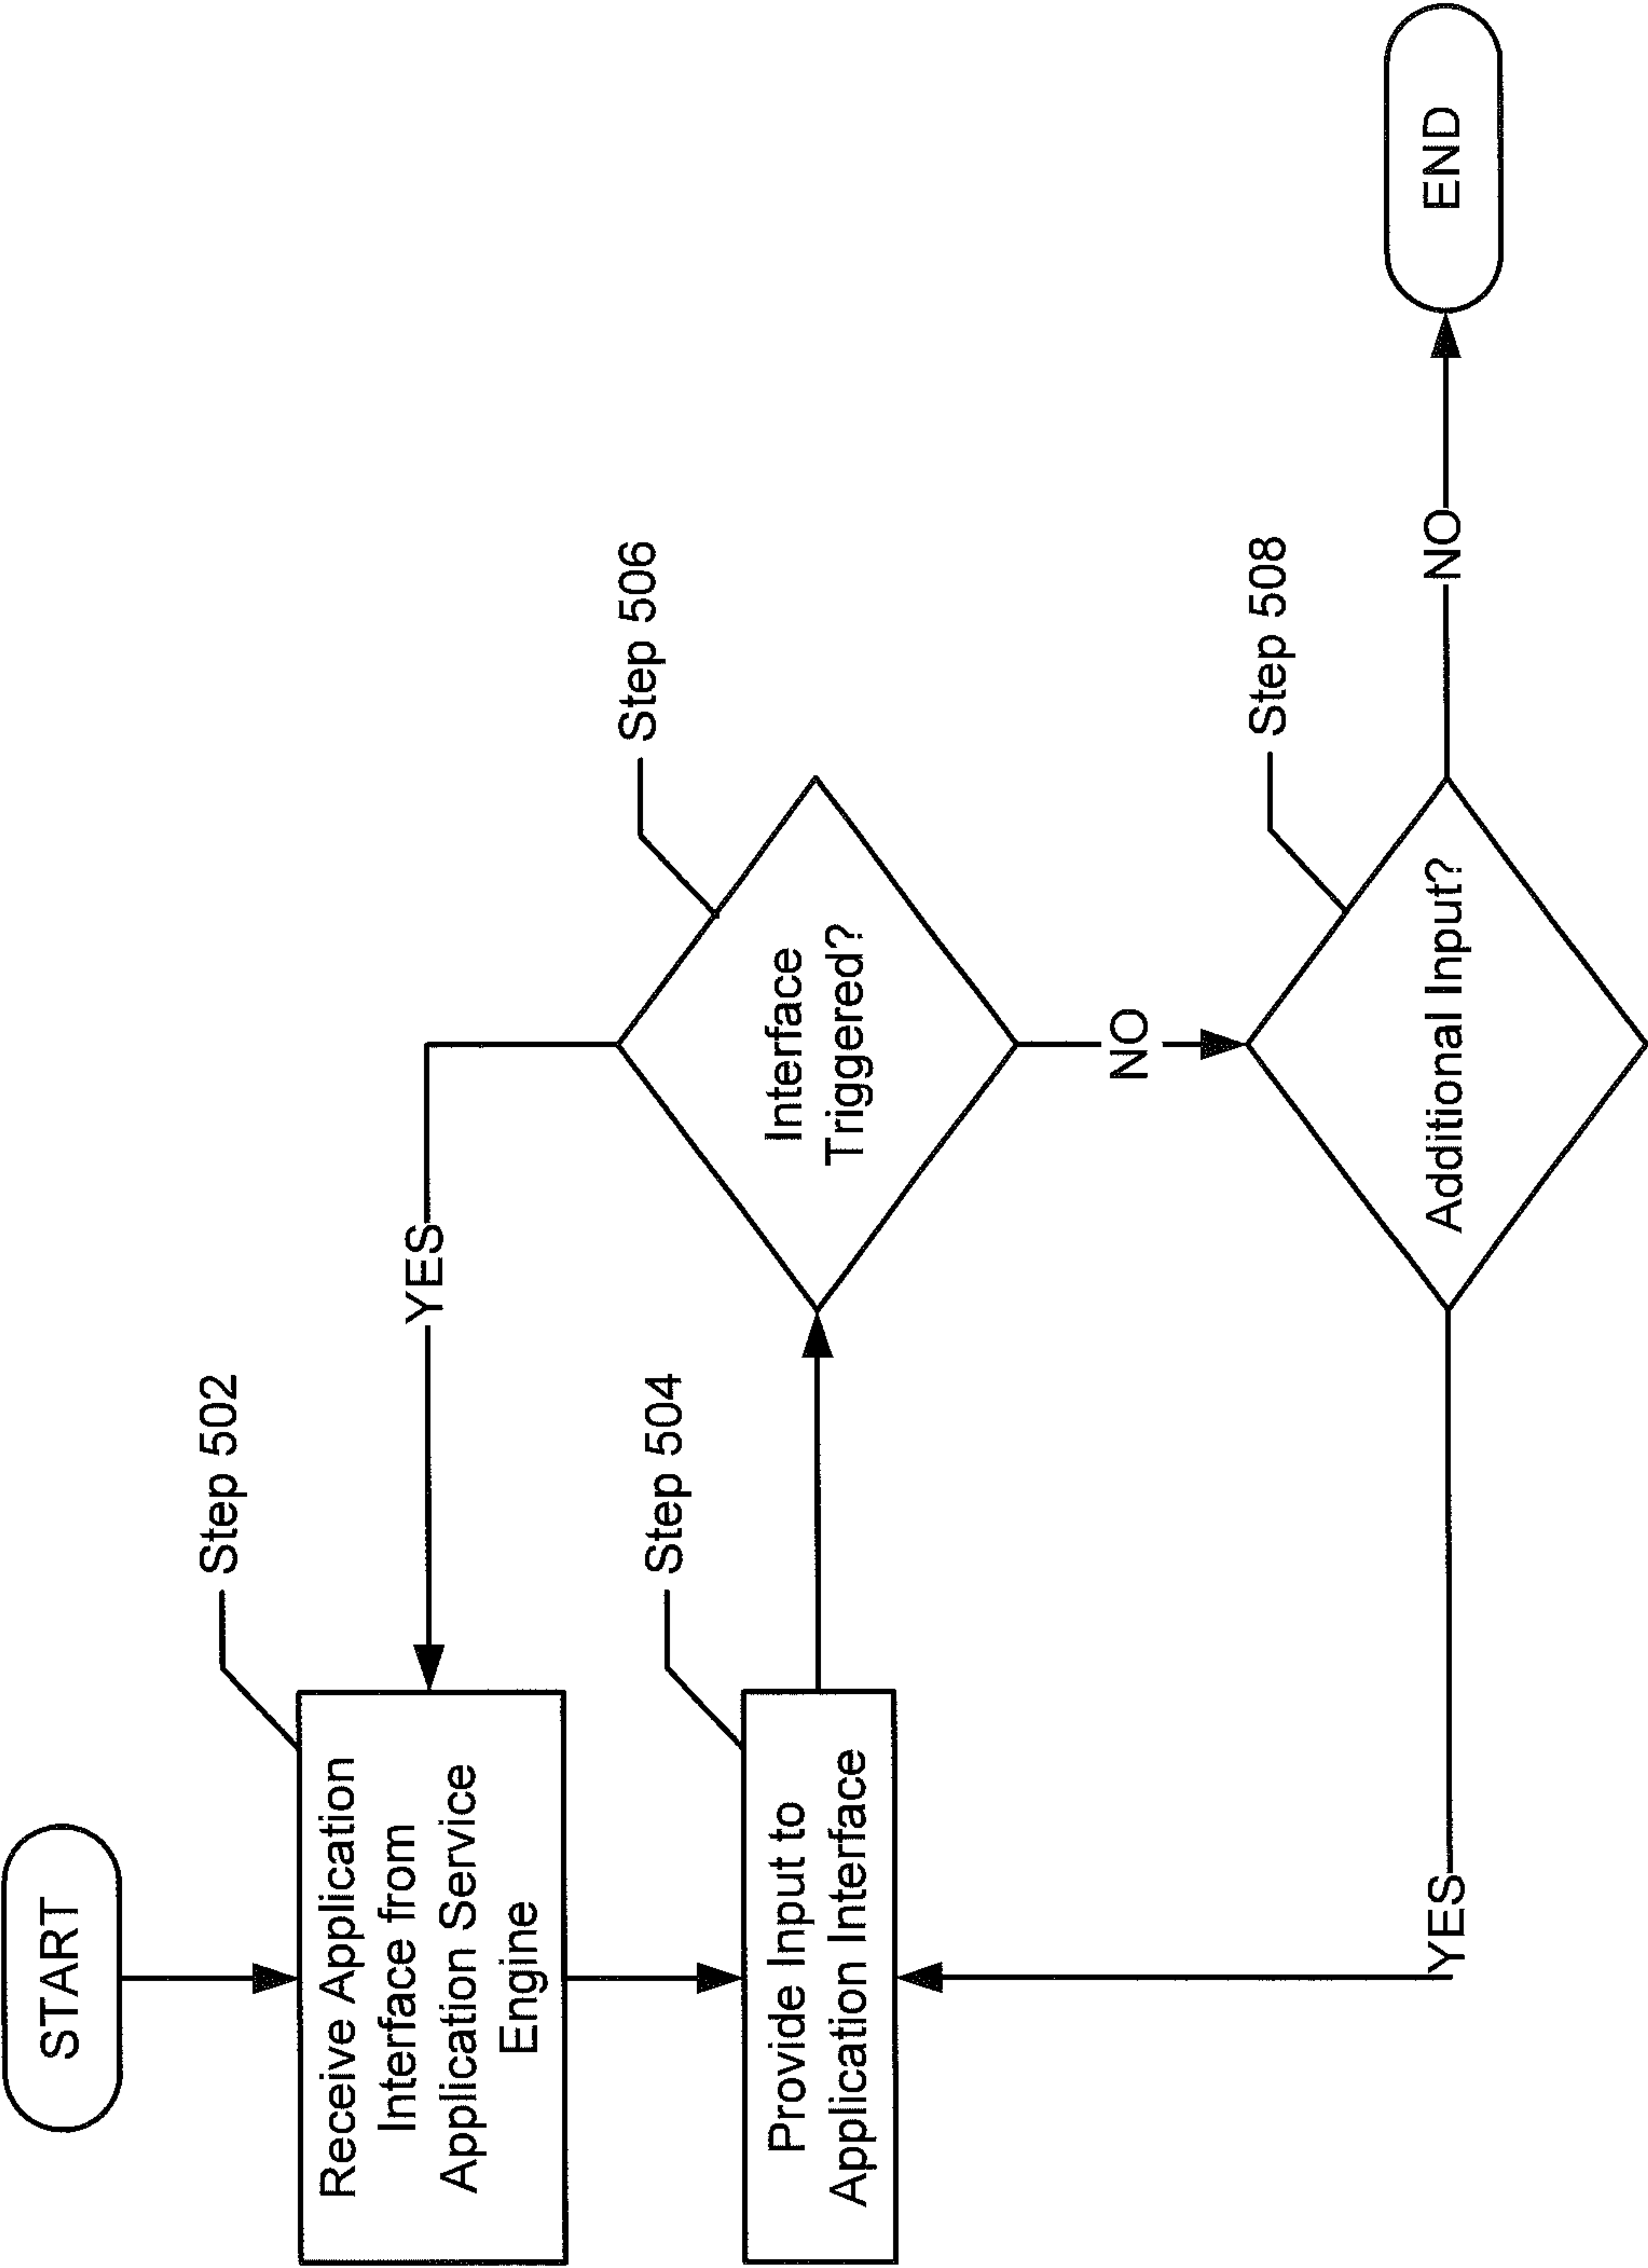 START
Step 502
Receive Application
Interface from
Application Service
Engine
YES
Step 504
Provide Input to
Application Interface
Step 506
Interface
Triggered?
NO
Step 508
Additional Input?
YES
NO
END